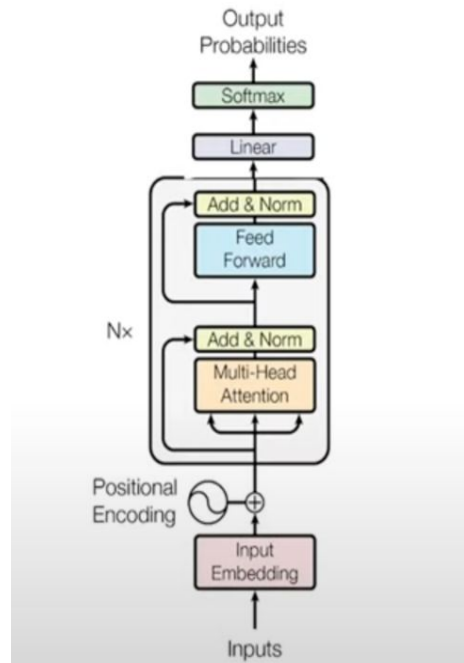 Output
Probabilities
Softmax
Linear
Add & Norm
Feed
Forward
Nx
Add & Norm
Multi-Head
Attention
Positional
Encoding
Input
Embedding
Inputs